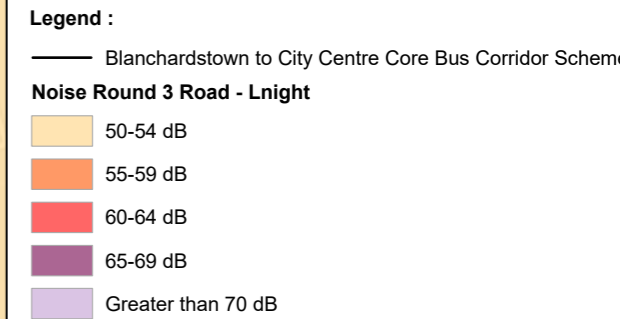 Legend :
Blanchardstown to City Centre Core Bus Corridor Scheme
Noise Round 3 Road - Lnight
50-54 dB
55-59 dB
60-64 dB
65-69 dB
Greater than 70 dB